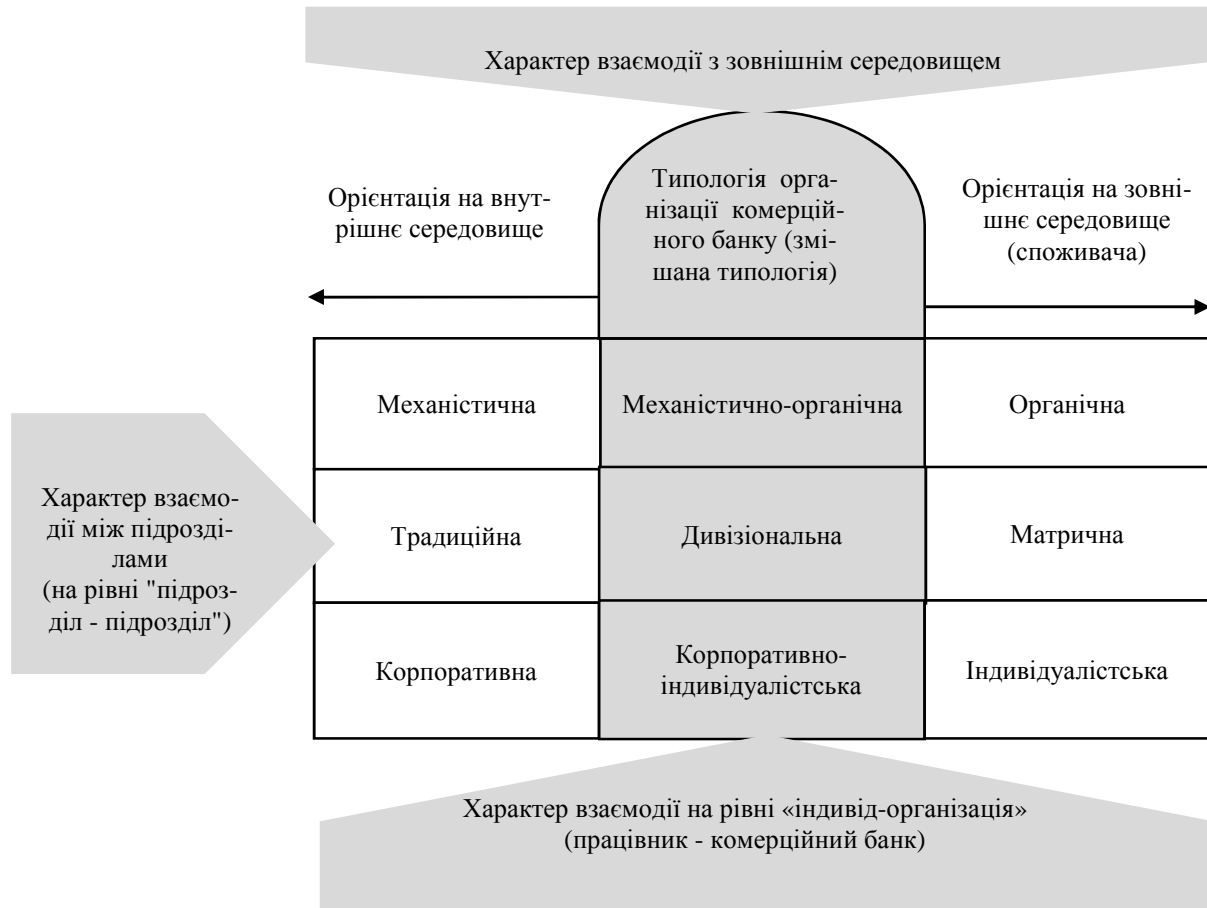 Характер взаємодії з зовнішнім середовищем
Орієнтація на внут-
рішнє середовище
Типологія орга-
нізації комерцій-
ного банку (змі-
шана типологія)
Орієнтація на зовні-
шнє середовище
(споживача)
Механістична
Механістично-органічна
Органічна
Характер взаємо-
дії між підрозді-
лами
(на рівні "підроз-
діл - підрозділ")
Традиційна
Дивізіональна
Матрична
Корпоративна
Корпоративно-
індивідуалістська
Індивідуалістська
Характер взаємодії на рівні «індивід-організація»
(працівник - комерційний банк)